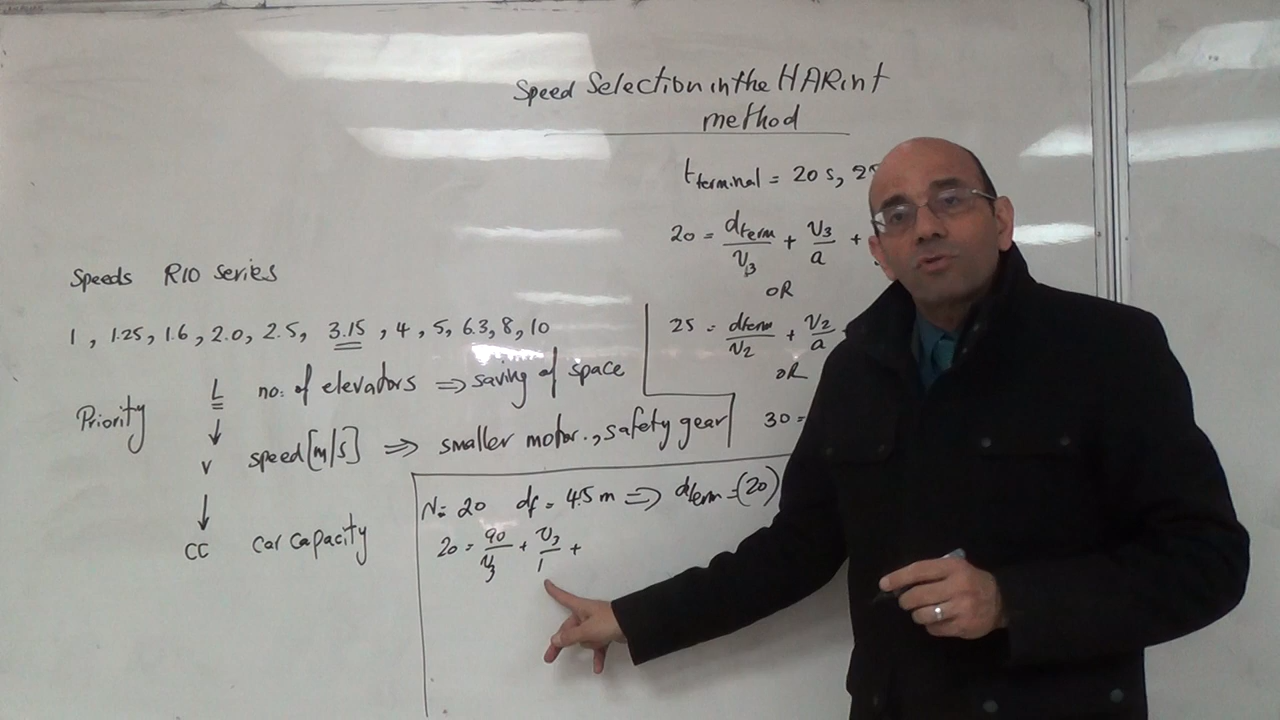 Speed Selection in the HARint
method
t terminal = 20 s, 25
20 = dterm/v3 + v3/a +
OR
25 = dterm/v2 + v2/a
OR
30 =
Speeds R10 series
1, 1.25, 1.6, 2.0, 2.5, 3.15, 4, 5, 6.3, 8, 10
Priority
L no. of elevators ⇒ saving of space
↓
v speed [m/s] ⇒ smaller motor., safety gear
↓
CC car capacity
N = 20 df = 4.5 m ⇒ dterm = (20)
20 = 90/v3 + v3/1 +